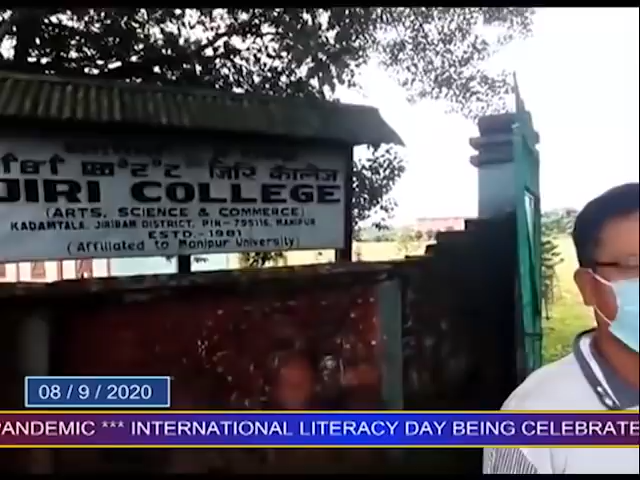 জিরি ꯀꯣꯂꯦꯖ जिरि कॉलेज
JIRI COLLEGE
(ARTS, SCIENCE & COMMERCE)
KADAMTALA, JIRIBAM DISTRICT, PIN-795116, MANIPUR
ESTD.-1981
(Affiliated to Manipur University)
08/9/2020
PANDEMIC *** INTERNATIONAL LITERACY DAY BEING CELEBRATE